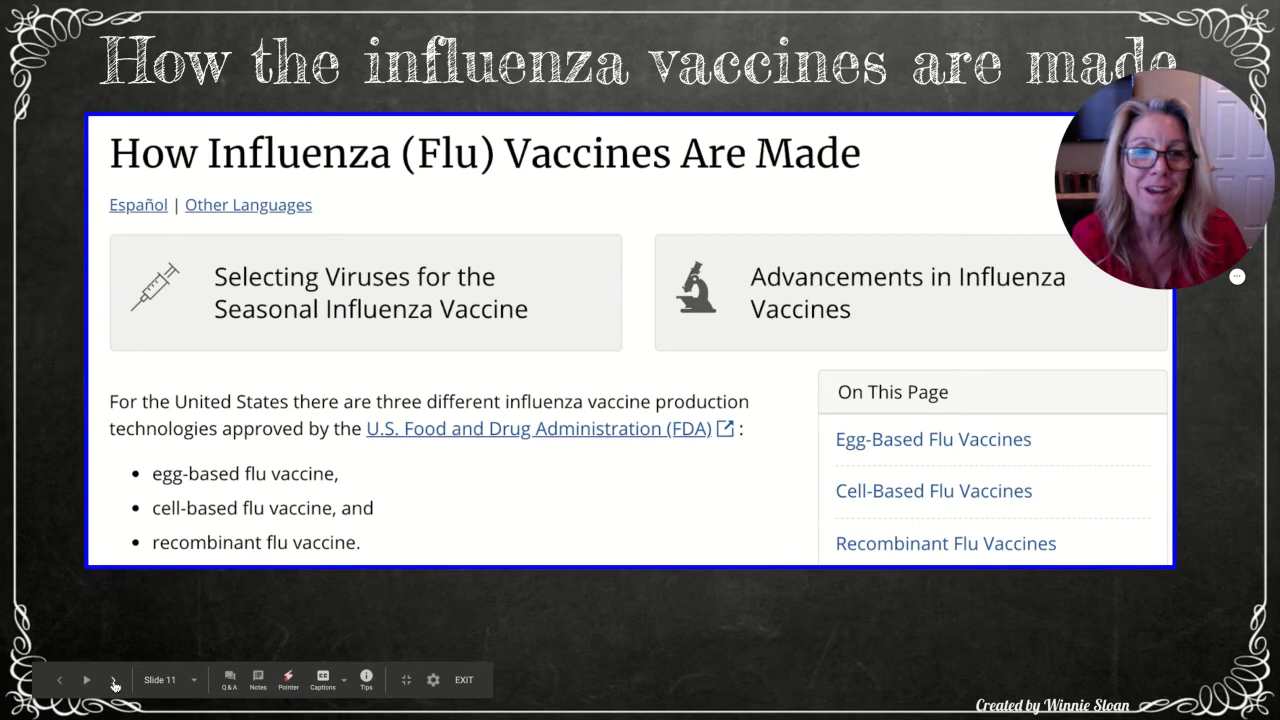 How the influenza vaccines are made
How Influenza (Flu) Vaccines Are Made
Español | Other Languages
Selecting Viruses for the
Seasonal Influenza Vaccine
Advancements in Influenza
Vaccines
For the United States there are three different influenza vaccine production
technologies approved by the U.S. Food and Drug Administration (FDA) :
• egg-based flu vaccine,
• cell-based flu vaccine, and
• recombinant flu vaccine.
On This Page
Egg-Based Flu Vaccines
Cell-Based Flu Vaccines
Recombinant Flu Vaccines
Slide 11
Q & A
Notes
Pointer
CC
Captions
Tips
EXIT
Created by Winnie Sloan